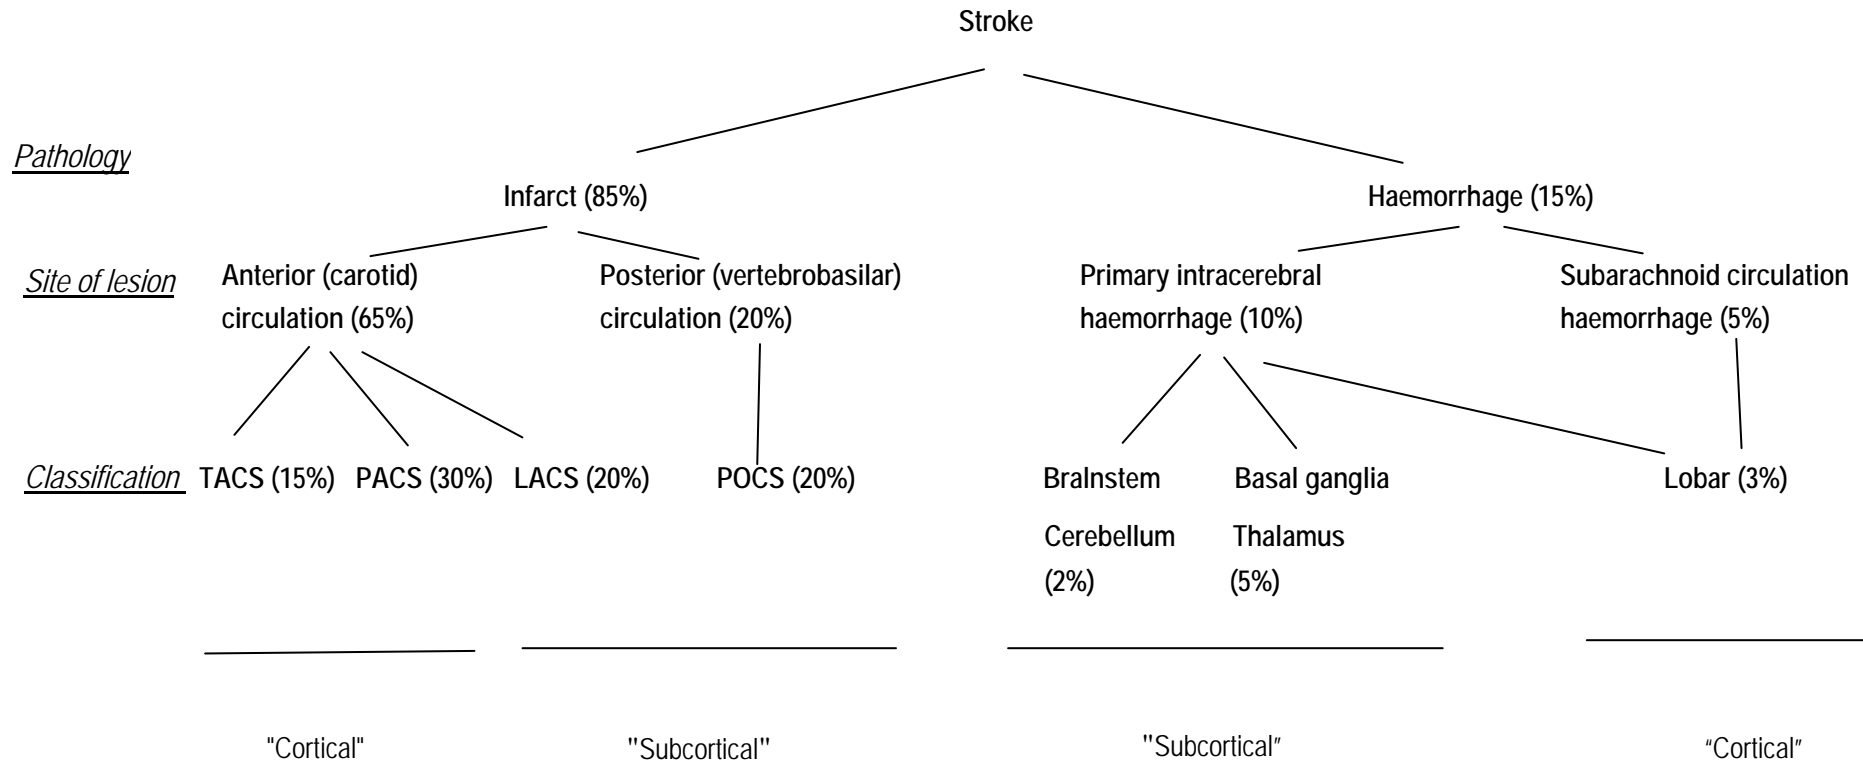 Stroke
Pathology
Infarct (85%)
Haemorrhage (15%)
Site of lesion
Anterior (carotid)
circulation (65%)
Posterior (vertebrobasilar)
circulation (20%)
Primary intracerebral
haemorrhage (10%)
Subarachnoid circulation
haemorrhage (5%)
Classification
TACS (15%)
PACS (30%)
LACS (20%)
POCS (20%)
BraInstem
Cerebellum
(2%)
Basal ganglia
Thalamus
(5%)
Lobar (3%)
"Cortical"
"Subcortical"
"Subcortical”
“Cortical”